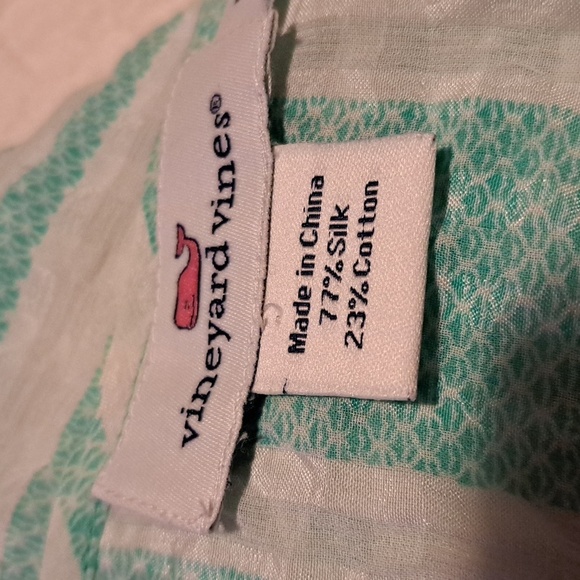 vineyard vines®
Made in China
77% Silk
23% Cotton